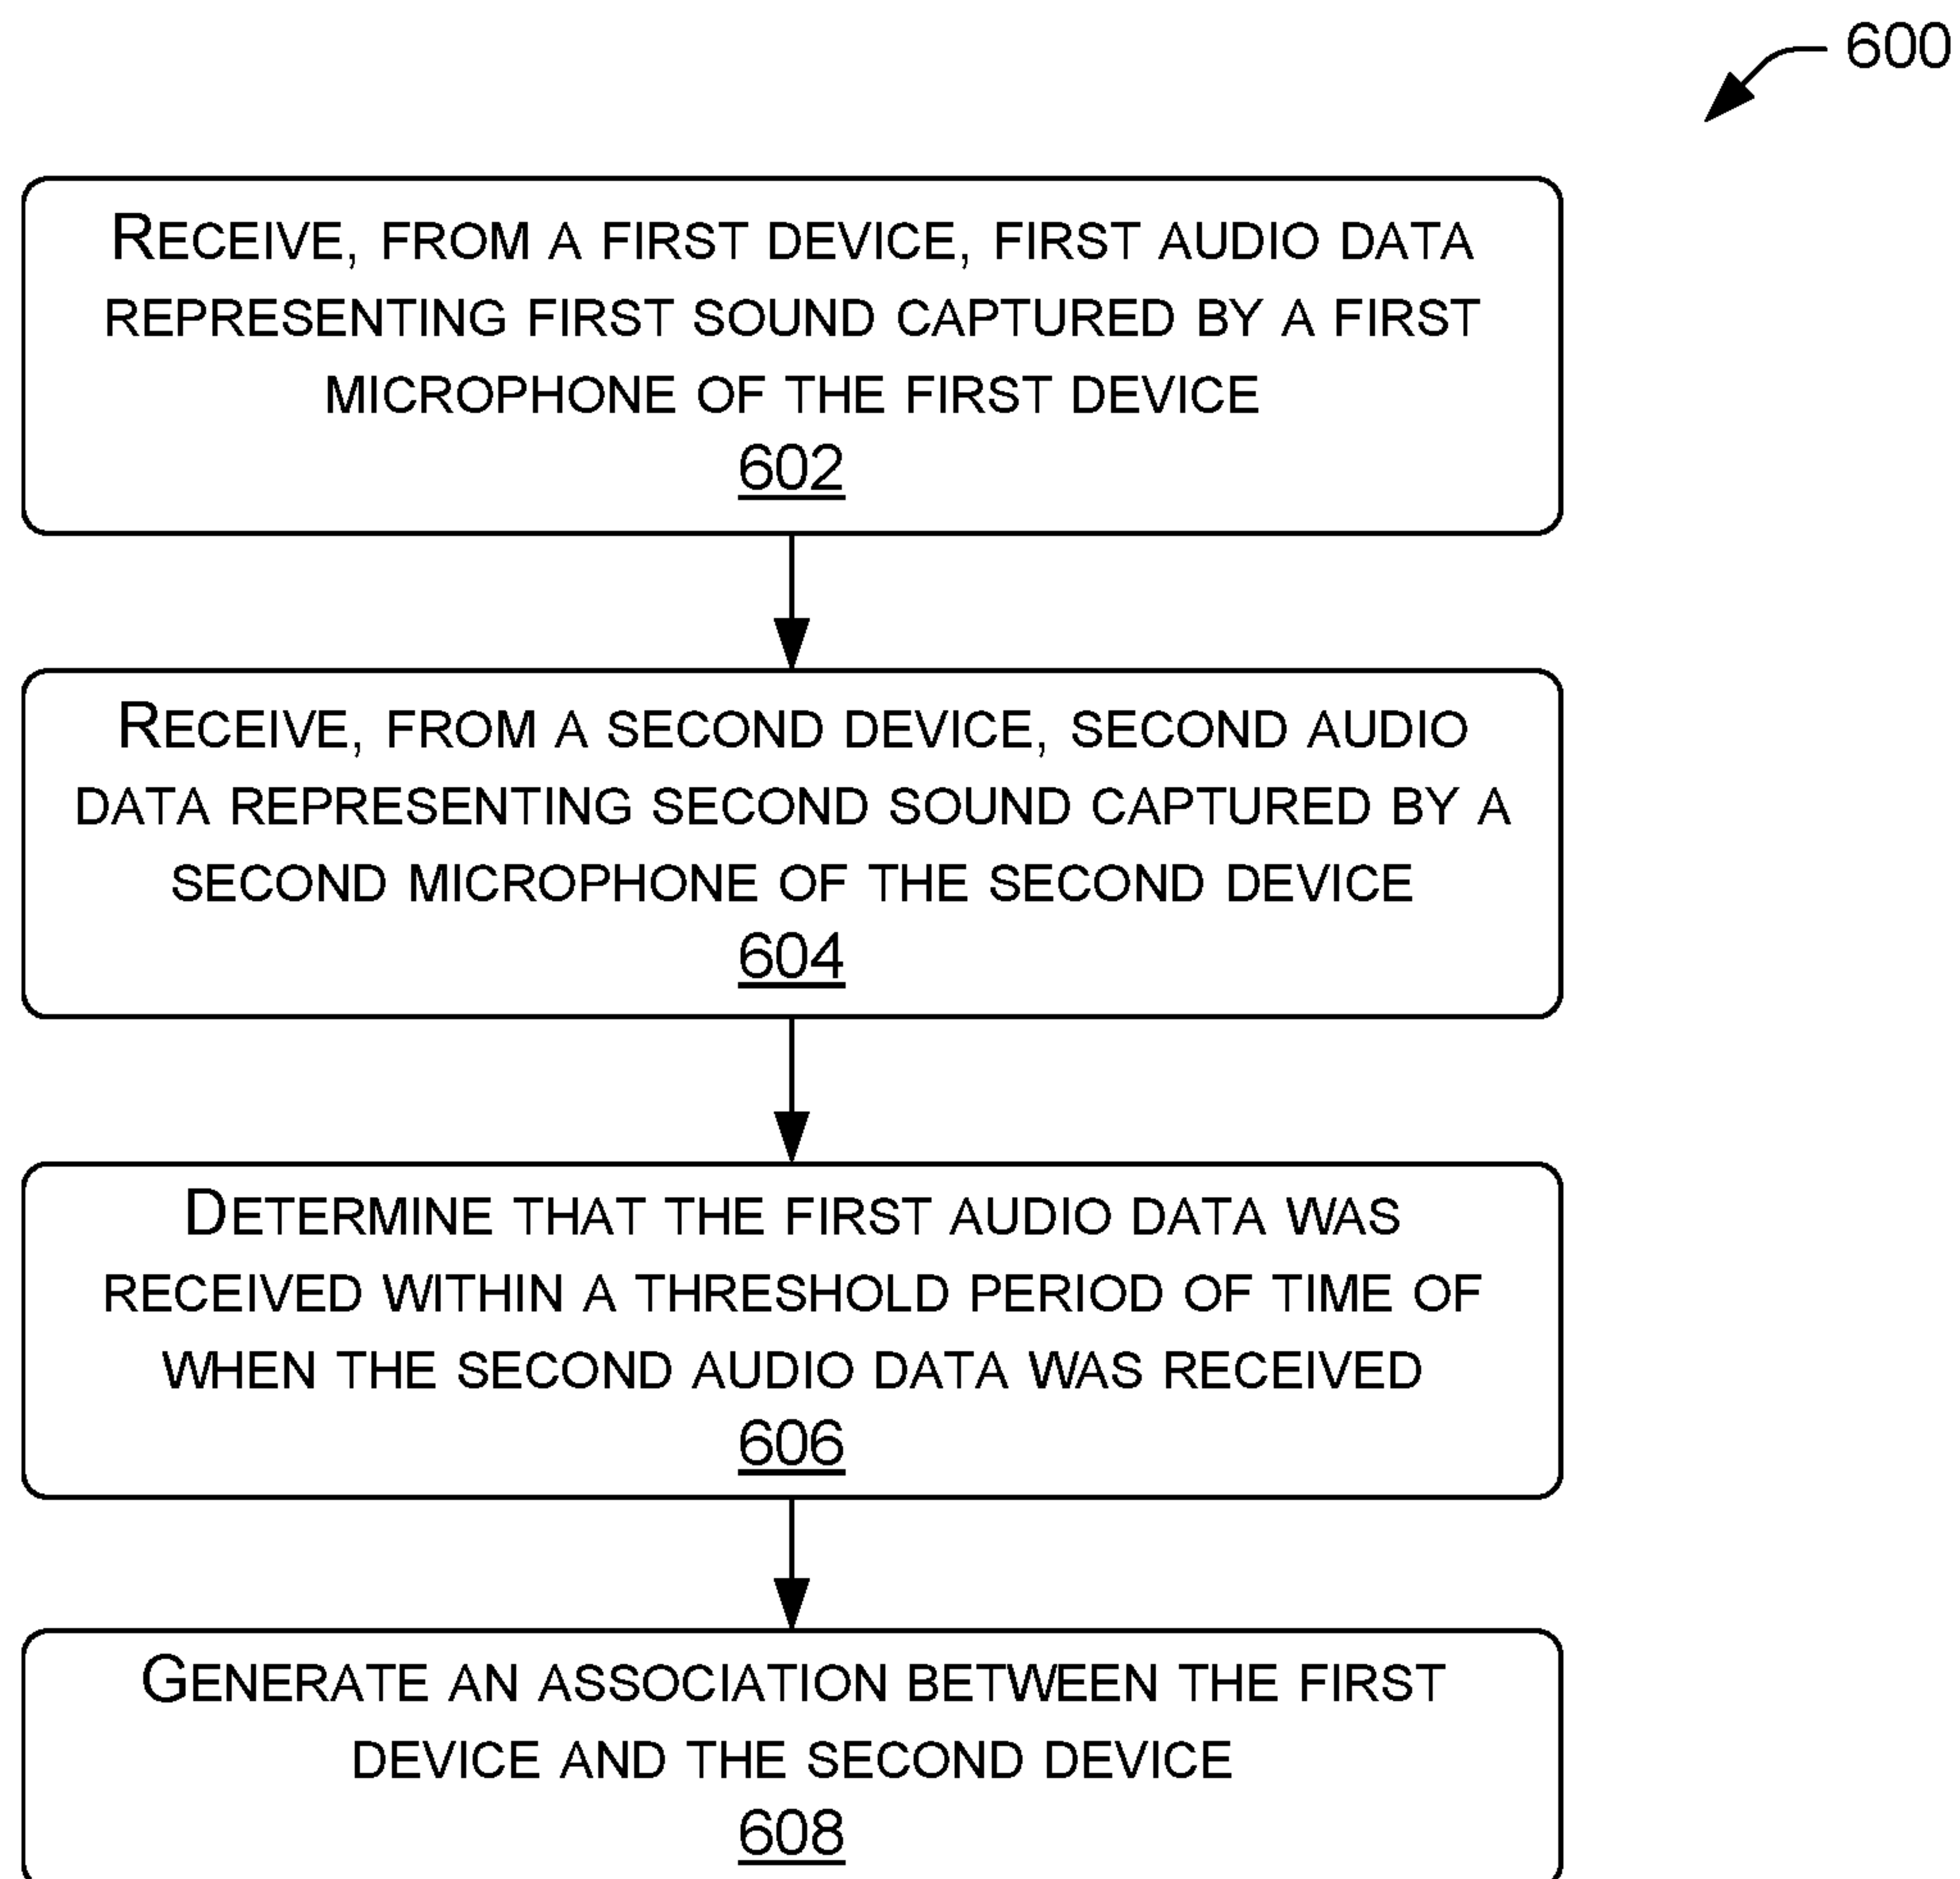 600
RECEIVE, FROM A FIRST DEVICE, FIRST AUDIO DATA
REPRESENTING FIRST SOUND CAPTURED BY A FIRST
MICROPHONE OF THE FIRST DEVICE
602
RECEIVE, FROM A SECOND DEVICE, SECOND AUDIO
DATA REPRESENTING SECOND SOUND CAPTURED BY A
SECOND MICROPHONE OF THE SECOND DEVICE
604
DETERMINE THAT THE FIRST AUDIO DATA WAS
RECEIVED WITHIN A THRESHOLD PERIOD OF TIME OF
WHEN THE SECOND AUDIO DATA WAS RECEIVED
606
GENERATE AN ASSOCIATION BETWEEN THE FIRST
DEVICE AND THE SECOND DEVICE
608